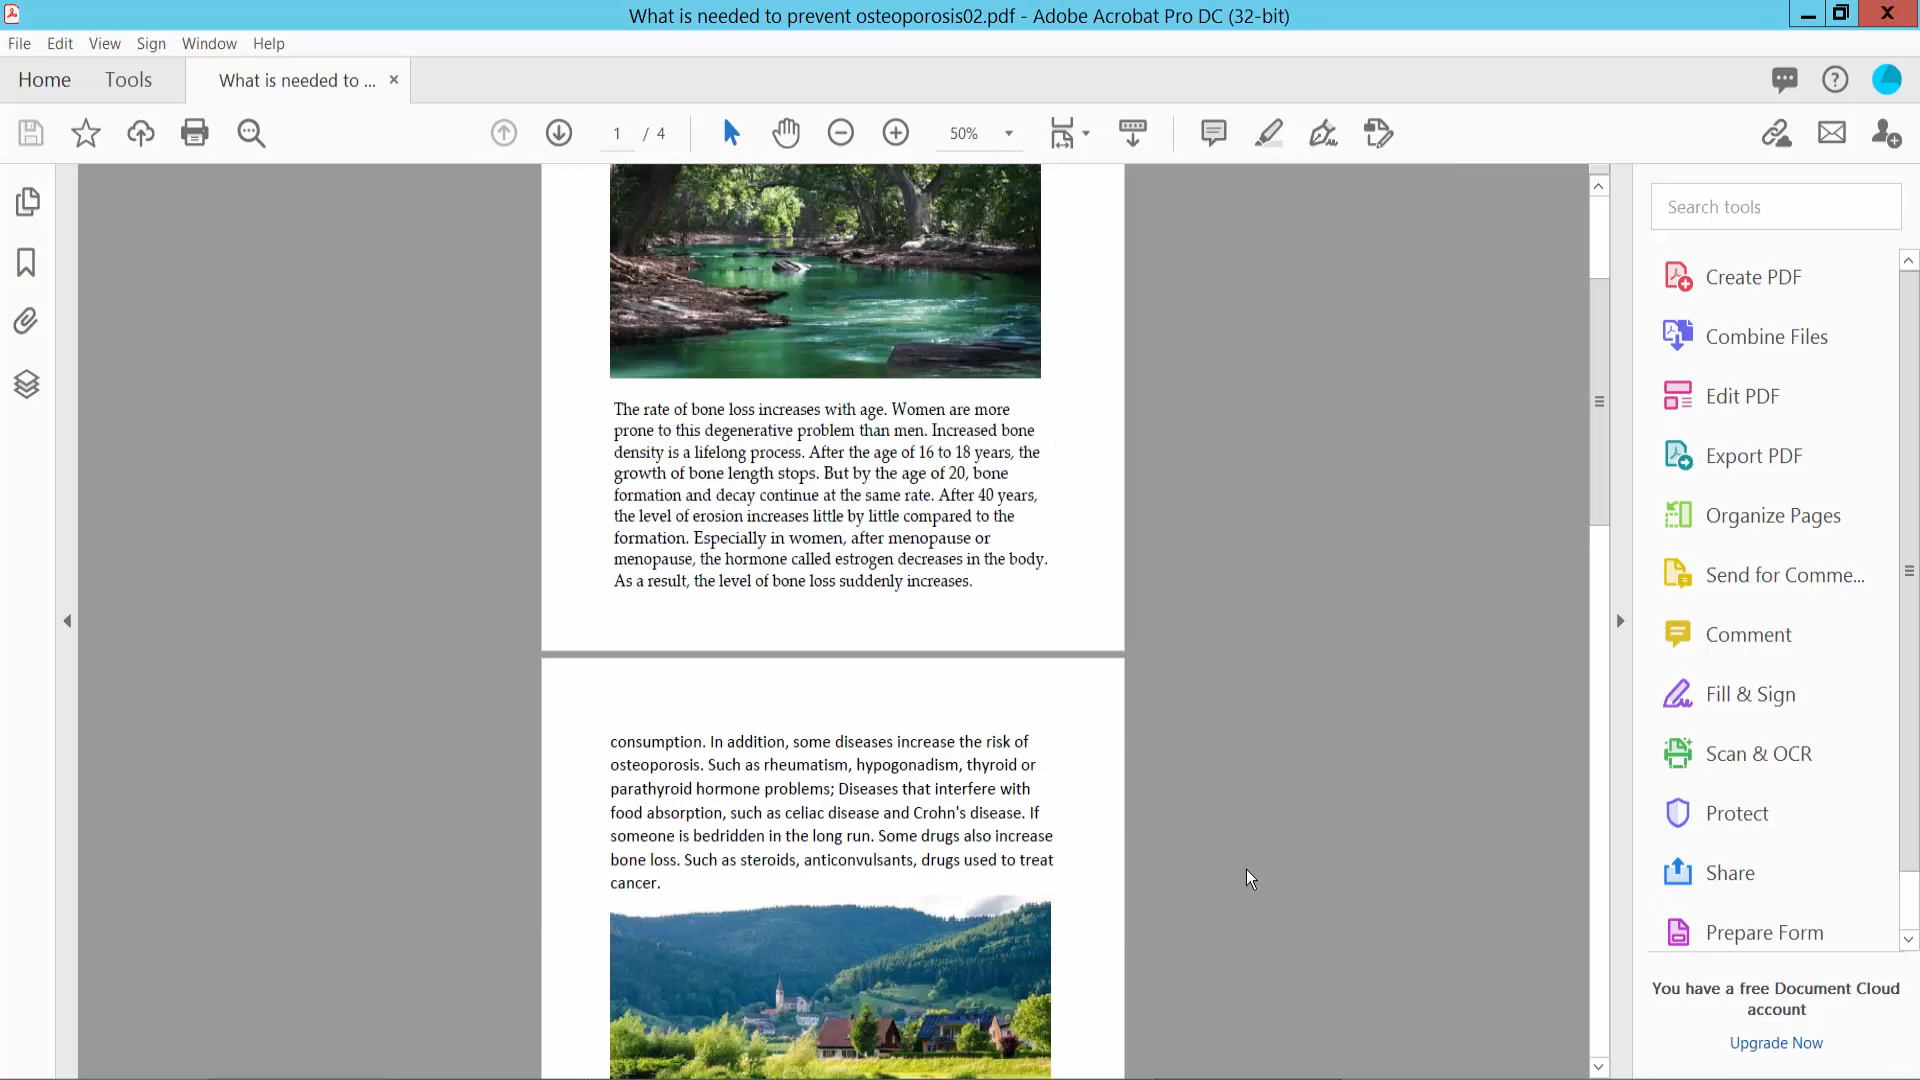 What is needed to prevent osteoporosis02.pdf - Adobe Acrobat Pro DC (32-bit)
File Edit View Sign Window Help
Home Tools What is needed to ... ×
1 / 4 50%
Search tools
Create PDF
Combine Files
Edit PDF
Export PDF
Organize Pages
Send for Comme...
Comment
Fill & Sign
Scan & OCR
Protect
Share
Prepare Form
You have a free Document Cloud
account
Upgrade Now
The rate of bone loss increases with age. Women are more
prone to this degenerative problem than men. Increased bone
density is a lifelong process. After the age of 16 to 18 years, the
growth of bone length stops. But by the age of 20, bone
formation and decay continue at the same rate. After 40 years,
the level of erosion increases little by little compared to the
formation. Especially in women, after menopause or
menopause, the hormone called estrogen decreases in the body.
As a result, the level of bone loss suddenly increases.
consumption. In addition, some diseases increase the risk of
osteoporosis. Such as rheumatism, hypogonadism, thyroid or
parathyroid hormone problems; Diseases that interfere with
food absorption, such as celiac disease and Crohn's disease. If
someone is bedridden in the long run. Some drugs also increase
bone loss. Such as steroids, anticonvulsants, drugs used to treat
cancer.